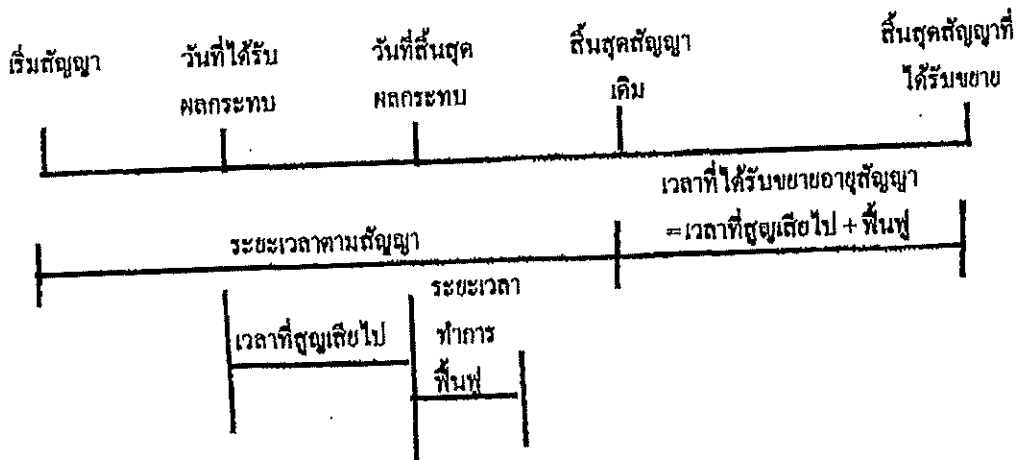 เริ่มสัญญา
วันที่ได้รับ
ผลกระทบ
วันที่สิ้นสุด
ผลกระทบ
สิ้นสุดสัญญา
เดิม
สิ้นสุดสัญญาที่
ได้รับขยาย
เวลาที่ได้รับขยายอายุสัญญา
=เวลาที่สูญเสียไป + ฟื้นฟู
ระยะเวลาตามสัญญา
เวลาที่สูญเสียไป
ระยะเวลา
ทำการ
ฟื้นฟู